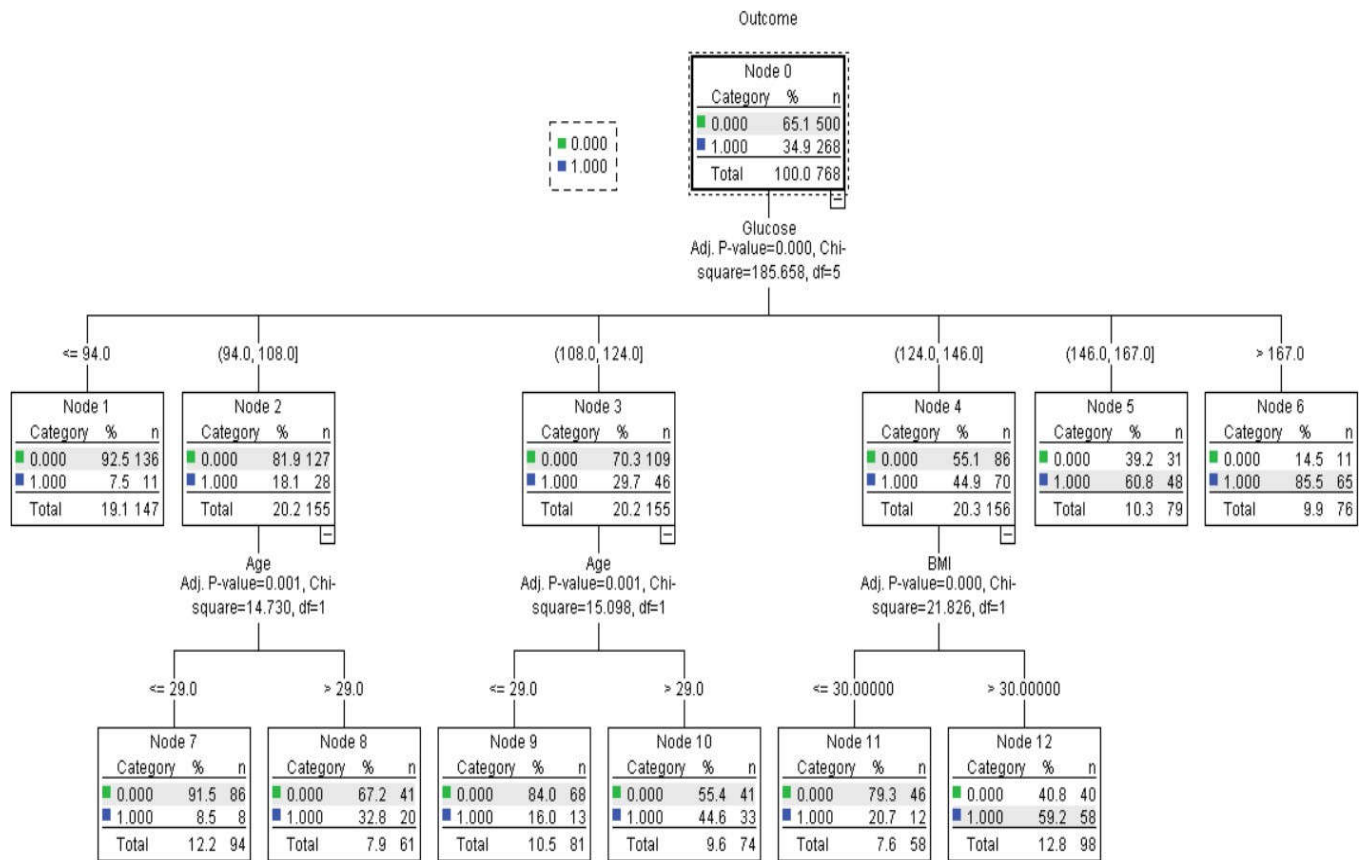 Outcome
Node 0
Category % n
0.000 65.1 500
1.000 34.9 268
Total 100.0 768
0.000
1.000
Glucose
Adj. P-value=0.000, Chi-
square=185.658, df=5
<= 94.0
(94.0, 108.0]
(108.0, 124.0]
(124.0, 146.0]
(146.0, 167.0]
> 167.0
Node 1
Category % n
0.000 92.5 136
1.000 7.5 11
Total 19.1 147
Node 2
Category % n
0.000 81.9 127
1.000 18.1 28
Total 20.2 155
Node 3
Category % n
0.000 70.3 109
1.000 29.7 46
Total 20.2 155
Node 4
Category % n
0.000 55.1 86
1.000 44.9 70
Total 20.3 156
Node 5
Category % n
0.000 39.2 31
1.000 60.8 48
Total 10.3 79
Node 6
Category % n
0.000 14.5 11
1.000 85.5 65
Total 9.9 76
Age
Adj. P-value=0.001, Chi-
square=14.730, df=1
Age
Adj. P-value=0.001, Chi-
square=15.098, df=1
BMI
Adj. P-value=0.000, Chi-
square=21.826, df=1
<= 29.0
> 29.0
<= 29.0
> 29.0
<= 30.00000
> 30.00000
Node 7
Category % n
0.000 91.5 86
1.000 8.5 8
Total 12.2 94
Node 8
Category % n
0.000 67.2 41
1.000 32.8 20
Total 7.9 61
Node 9
Category % n
0.000 84.0 68
1.000 16.0 13
Total 10.5 81
Node 10
Category % n
0.000 55.4 41
1.000 44.6 33
Total 9.6 74
Node 11
Category % n
0.000 79.3 46
1.000 20.7 12
Total 7.6 58
Node 12
Category % n
0.000 40.8 40
1.000 59.2 58
Total 12.8 98